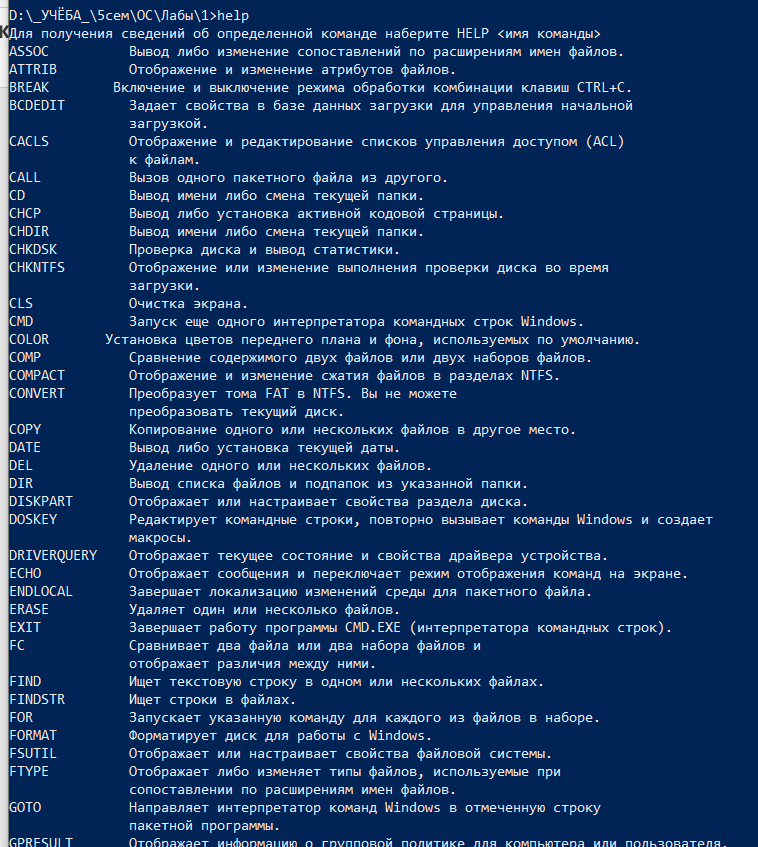 D:\_УЧЁБА_\5сем\ОС\Лабы\1>help
Для получения сведений об определенной команде наберите HELP <имя команды>
ASSOC          Вывод либо изменение сопоставлений по расширениям имен файлов.
ATTRIB         Отображение и изменение атрибутов файлов.
BREAK        Включение и выключение режима обработки комбинации клавиш CTRL+C.
BCDEDIT        Задает свойства в базе данных загрузки для управления начальной
               загрузкой.
CACLS          Отображение и редактирование списков управления доступом (ACL)
               к файлам.
CALL           Вызов одного пакетного файла из другого.
CD             Вывод имени либо смена текущей папки.
CHCP           Вывод либо установка активной кодовой страницы.
CHDIR          Вывод имени либо смена текущей папки.
CHKDSK         Проверка диска и вывод статистики.
CHKNTFS        Отображение или изменение выполнения проверки диска во время
               загрузки.
CLS            Очистка экрана.
CMD            Запуск еще одного интерпретатора командных строк Windows.
COLOR       Установка цветов переднего плана и фона, используемых по умолчанию.
COMP           Сравнение содержимого двух файлов или двух наборов файлов.
COMPACT        Отображение и изменение сжатия файлов в разделах NTFS.
CONVERT        Преобразует тома FAT в NTFS. Вы не можете
               преобразовать текущий диск.
COPY           Копирование одного или нескольких файлов в другое место.
DATE           Вывод либо установка текущей даты.
DEL            Удаление одного или нескольких файлов.
DIR            Вывод списка файлов и подпапок из указанной папки.
DISKPART       Отображает или настраивает свойства раздела диска.
DOSKEY         Редактирует командные строки, повторно вызывает команды Windows и создает
               макросы.
DRIVERQUERY    Отображает текущее состояние и свойства драйвера устройства.
ECHO           Отображает сообщения и переключает режим отображения команд на экране.
ENDLOCAL       Завершает локализацию изменений среды для пакетного файла.
ERASE          Удаляет один или несколько файлов.
EXIT           Завершает работу программы CMD.EXE (интерпретатора командных строк).
FC             Сравнивает два файла или два набора файлов и
               отображает различия между ними.
FIND           Ищет текстовую строку в одном или нескольких файлах.
FINDSTR        Ищет строки в файлах.
FOR            Запускает указанную команду для каждого из файлов в наборе.
FORMAT         Форматирует диск для работы с Windows.
FSUTIL         Отображает или настраивает свойства файловой системы.
FTYPE          Отображает либо изменяет типы файлов, используемые при
               сопоставлении по расширениям имен файлов.
GOTO           Направляет интерпретатор команд Windows в отмеченную строку
               пакетной программы.
GPRESULT       Отображает информацию о групповой политике для компьютера или пользователя.